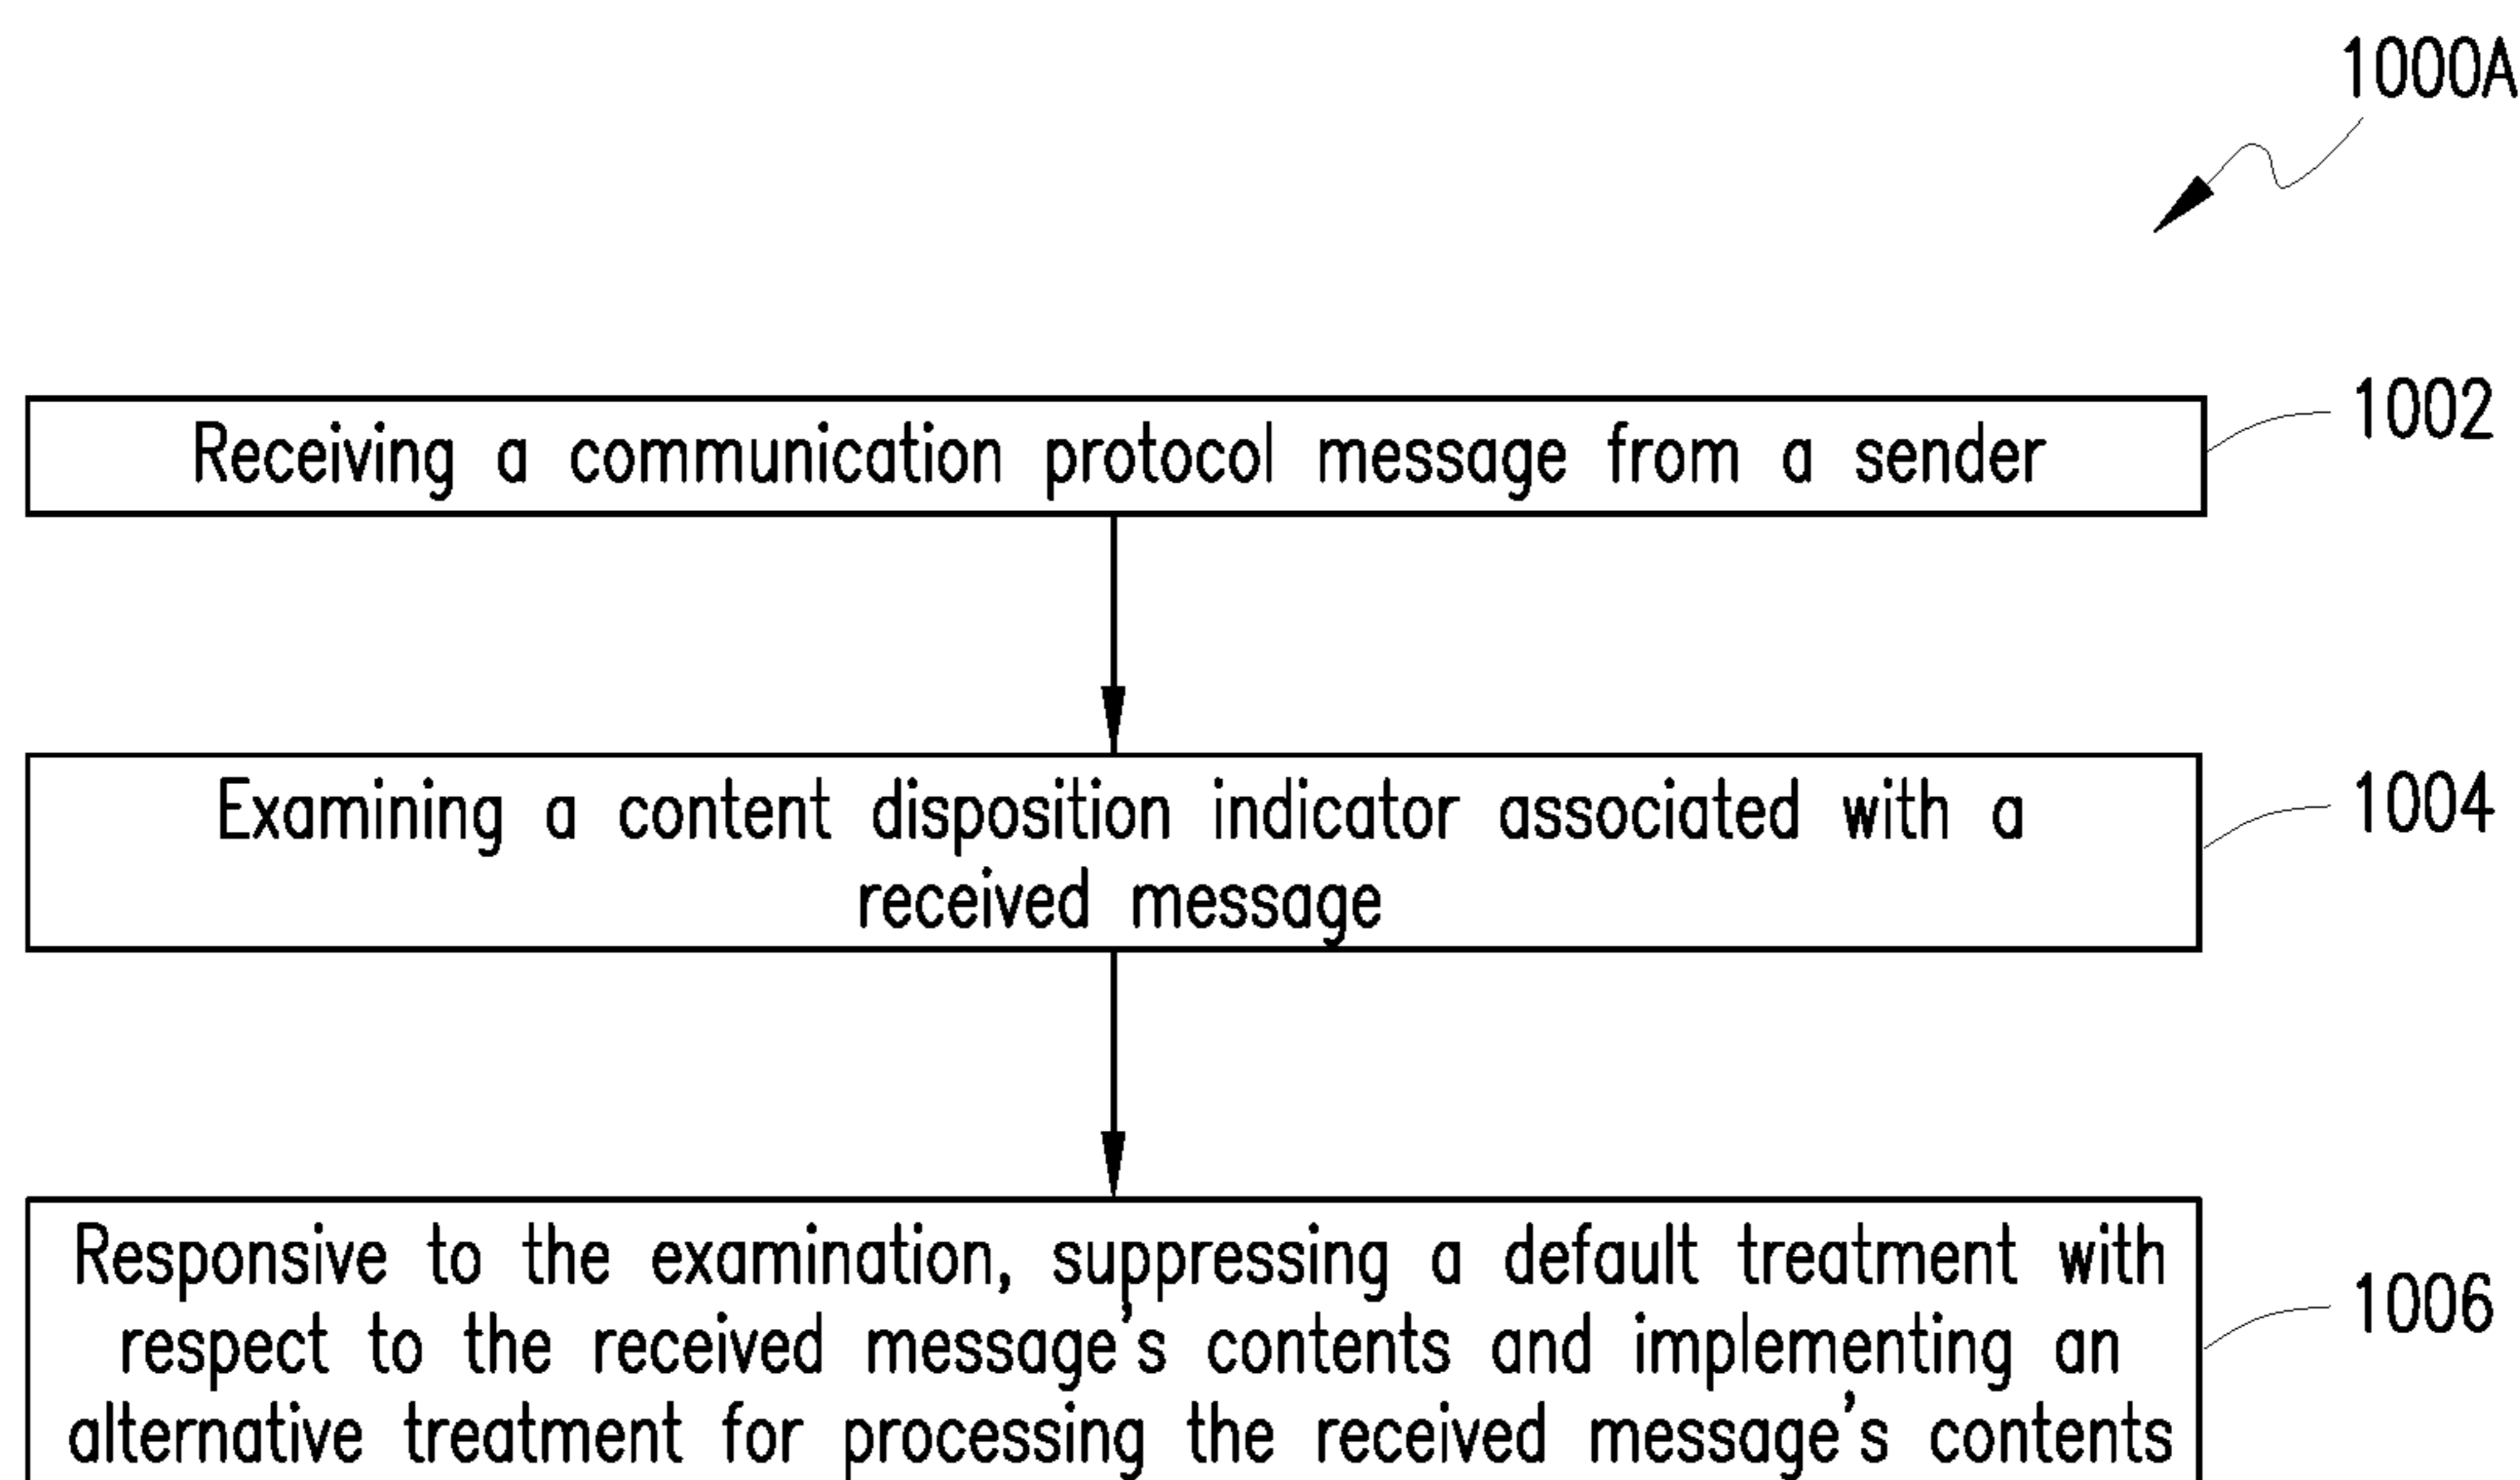 1000A
Receiving a communication protocol message from a sender
1002
Examining a content disposition indicator associated with a
received message
1004
Responsive to the examination, suppressing a default treatment with
respect to the received message's contents and implementing an
alternative treatment for processing the received message's contents
1006